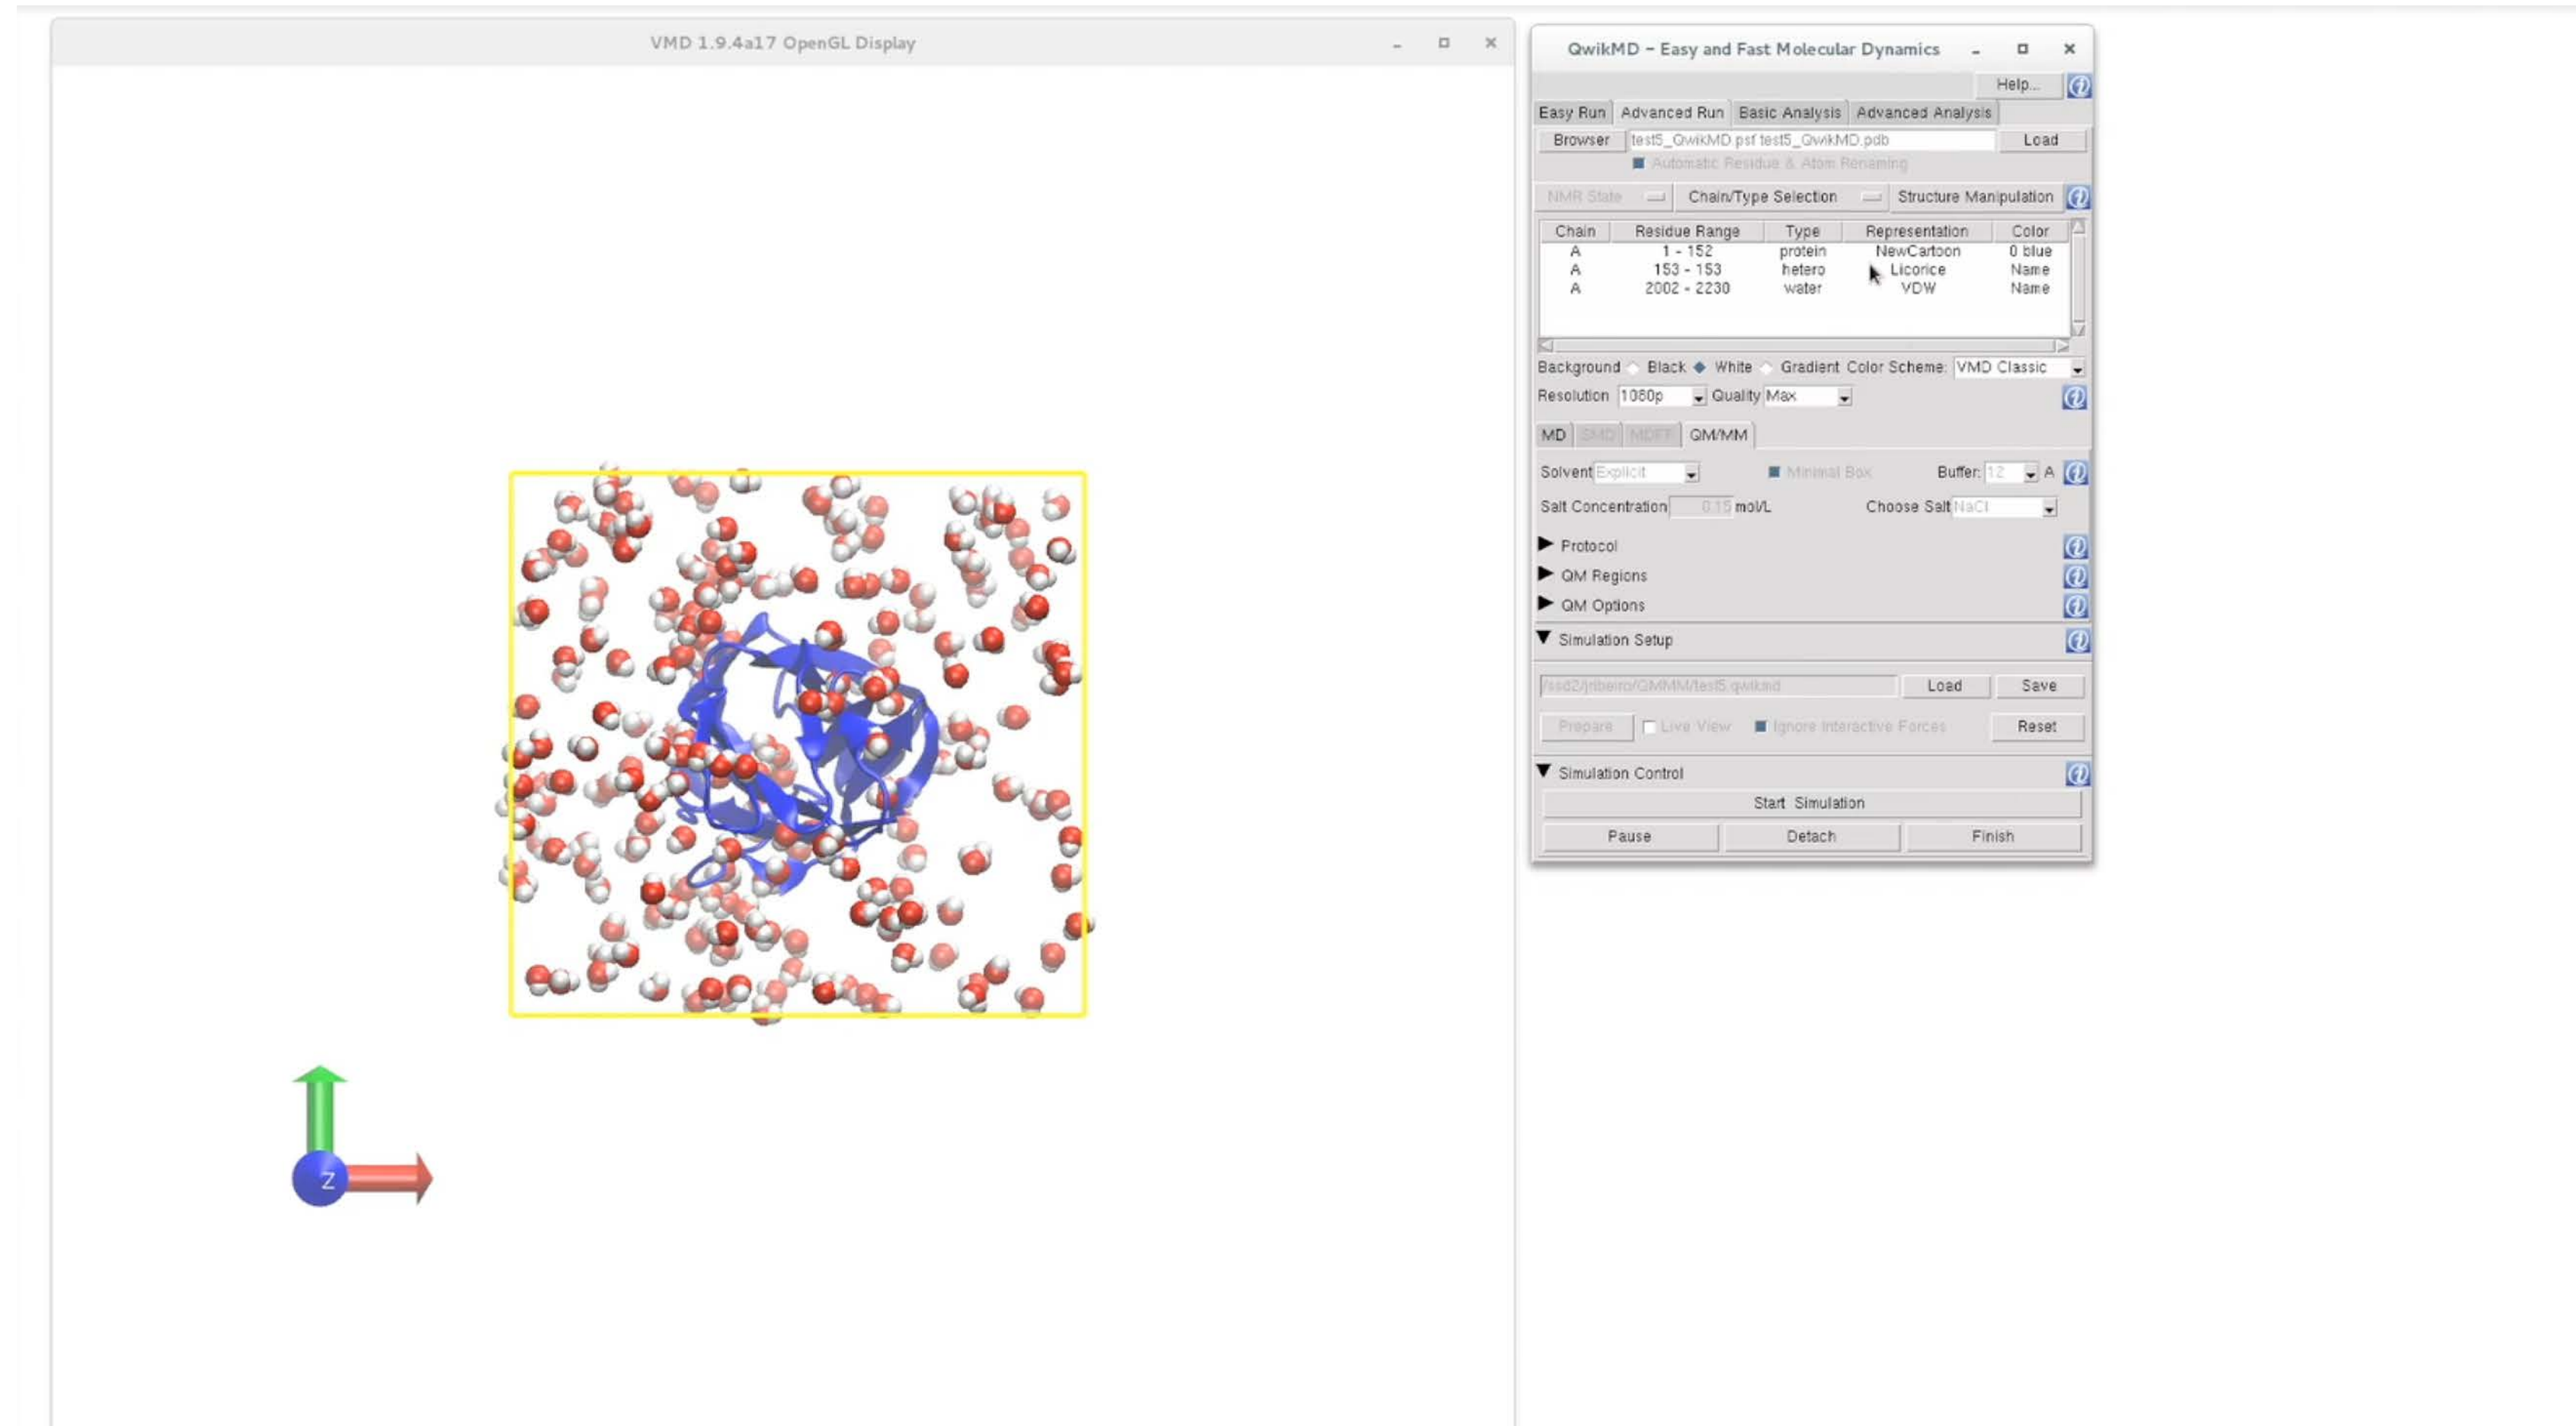 VMD 1.9.4a17 OpenGL Display
QwikMD - Easy and Fast Molecular Dynamics
Help...
Easy Run Advanced Run Basic Analysis Advanced Analysis
Browser test5_QwikMD.psf test5_QwikMD.pdb Load
Automatic Residue & Atom Renaming
NMR State Chain/Type Selection Structure Manipulation
Chain Residue Range Type Representation Color
A 1 - 152 protein NewCartoon 0 blue
A 153 - 153 hetero Licorice Name
A 2002 - 2230 water VDW Name
Background Black White Gradient Color Scheme: VMD Classic
Resolution 1080p Quality Max
MD SMD MDFF QM/MM
Solvent Explicit Minimal Box Buffer: 12 A
Salt Concentration 0.15 mol/L Choose Salt NaCl
Protocol
QM Regions
QM Options
Simulation Setup
/ssd2/jribeiro/QMMM/test5.qwikmd Load Save
Prepare Live View Ignore Interactive Forces Reset
Simulation Control
Start Simulation
Pause Detach Finish
Z